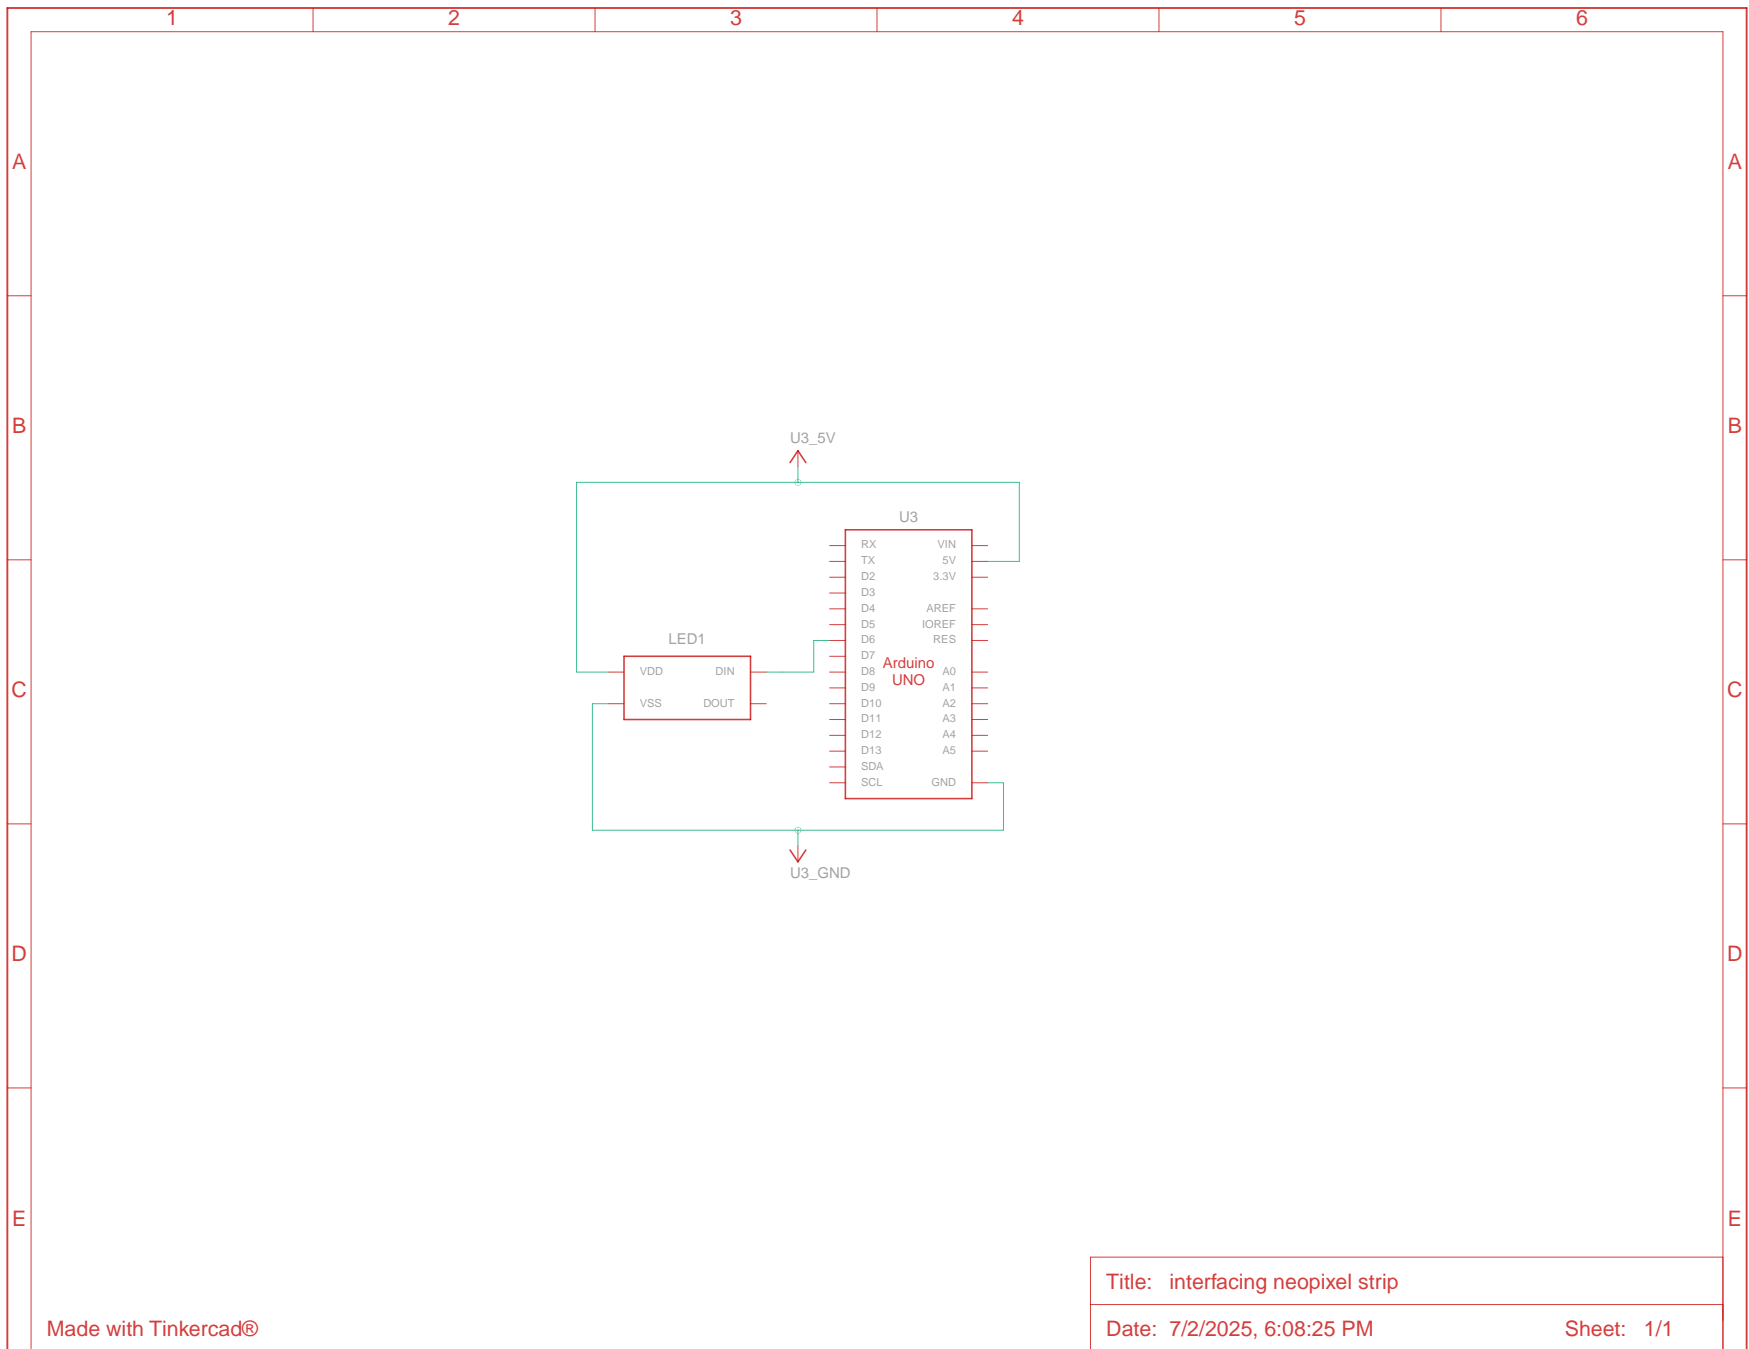 1 2 3 4 5 6
A A
B B
U3_5V
U3
RX VIN
TX 5V
D2 3.3V
D3
D4 AREF
D5 IOREF
D6 RES
D7
Arduino
UNO
D8 A0
D9 A1
D10 A2
D11 A3
D12 A4
D13 A5
SDA
SCL GND
LED1
VDD DIN
VSS DOUT
C C
U3_GND
D D
E E
Title: interfacing neopixel strip
Made with Tinkercad®
Date: 7/2/2025, 6:08:25 PM Sheet: 1/1